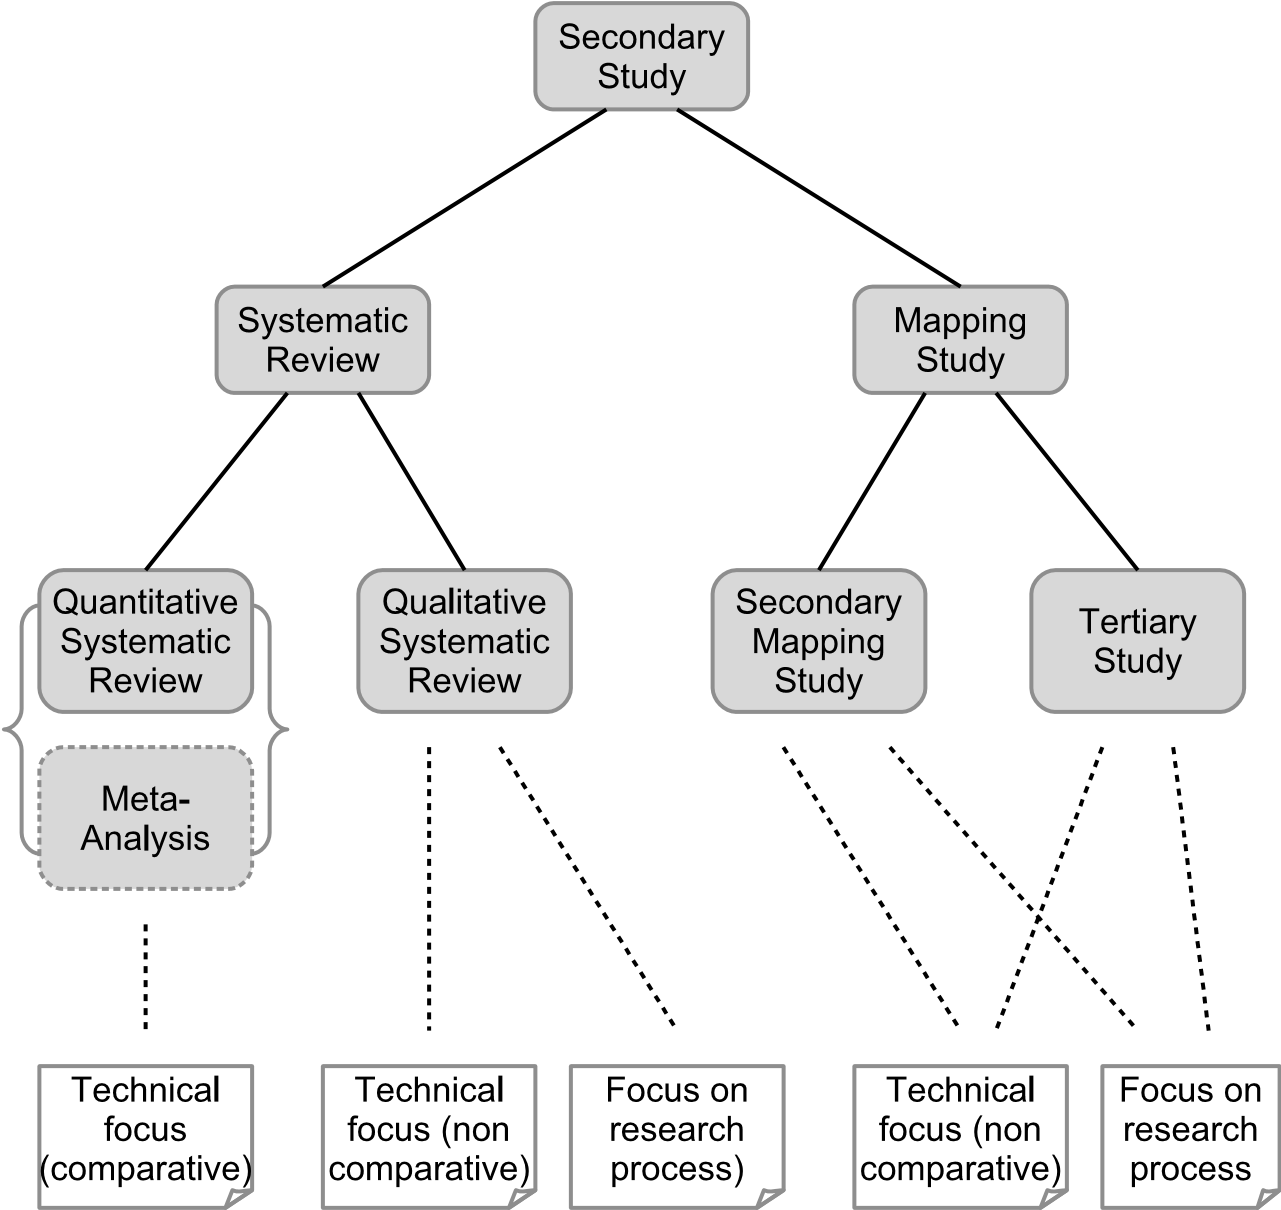 Secondary
Study
Systematic
Review
Mapping
Study
Quantitative
Systematic
Review
Qualitative
Systematic
Review
Secondary
Mapping
Study
Tertiary
Study
Meta-
Analysis
Technical
focus
(comparative)
Technical
focus (non
comparative)
Focus on
research
process)
Technical
focus (non
comparative)
Focus on
research
process